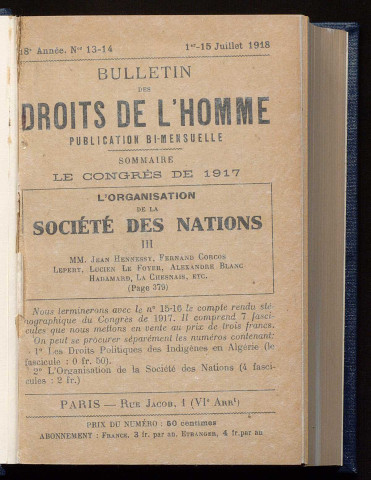 18e Année. Nos 13-14 1er-15 Juillet 1918
BULLETIN
DES
DROITS DE L'HOMME
PUBLICATION BI-MENSUELLE
SOMMAIRE
LE CONGRÈS DE 1917
L'ORGANISATION
DE LA
SOCIÉTÉ DES NATIONS
III
MM. Jean Hennessy, Fernand Corcos
Lepert, Lucien Le Foyer, Alexandre Blanc
Hadamard, La Chesnais, etc.
(Page 379)
Nous terminerons avec le n° 15-16 le compte rendu sté-
nographique du Congrès de 1917. Il comprend 7 fasci-
cules que nous mettons en vente au prix de trois francs.
On peut se procurer séparément les numéros contenant:
1° Les Droits Politiques des Indigènes en Algérie (le
fascicule : 0 fr. 50).
2° L'Organisation de la Société des Nations (4 fasci-
cules : 2 fr.)
PARIS — Rue Jacob, 1 (VIe Arrt)
PRIX DU NUMÉRO : 50 centimes
ABONNEMENT : France, 3 fr. par an. Etranger, 4 fr. par an